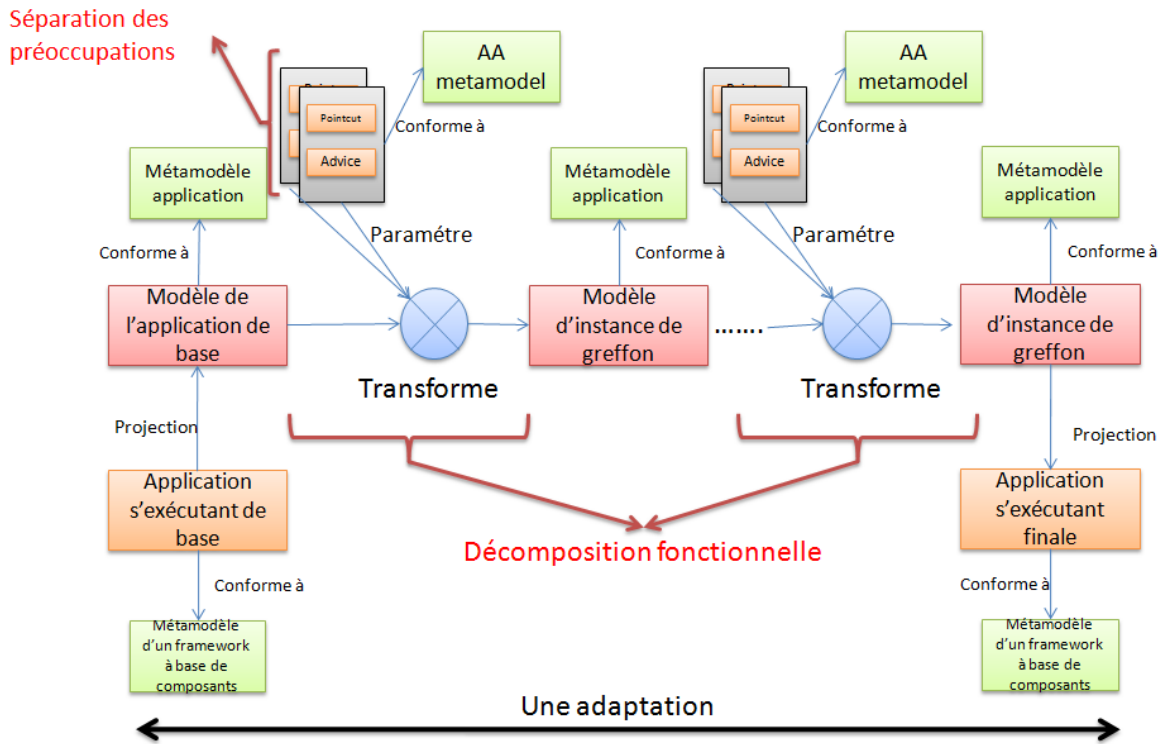 Séparation des
préoccupations
AA
metamodel
AA
metamodel
Pointcut
Advice
Conforme à
Pointcut
Advice
Conforme à
Métamodèle
application
Métamodèle
application
Métamodèle
application
Conforme à
Paramétre
Conforme à
Paramétre
Conforme à
Modèle de
l'application de
base
Modèle
d'instance de
greffon
.......
Modèle
d'instance de
greffon
Transforme
Transforme
Projection
Projection
Application
s'exécutant de
base
Application
s'exécutant
finale
Décomposition fonctionnelle
Conforme à
Conforme à
Métamodèle
d'un framework
à base de
composants
Métamodèle
d'un framework
à base de
composants
Une adaptation